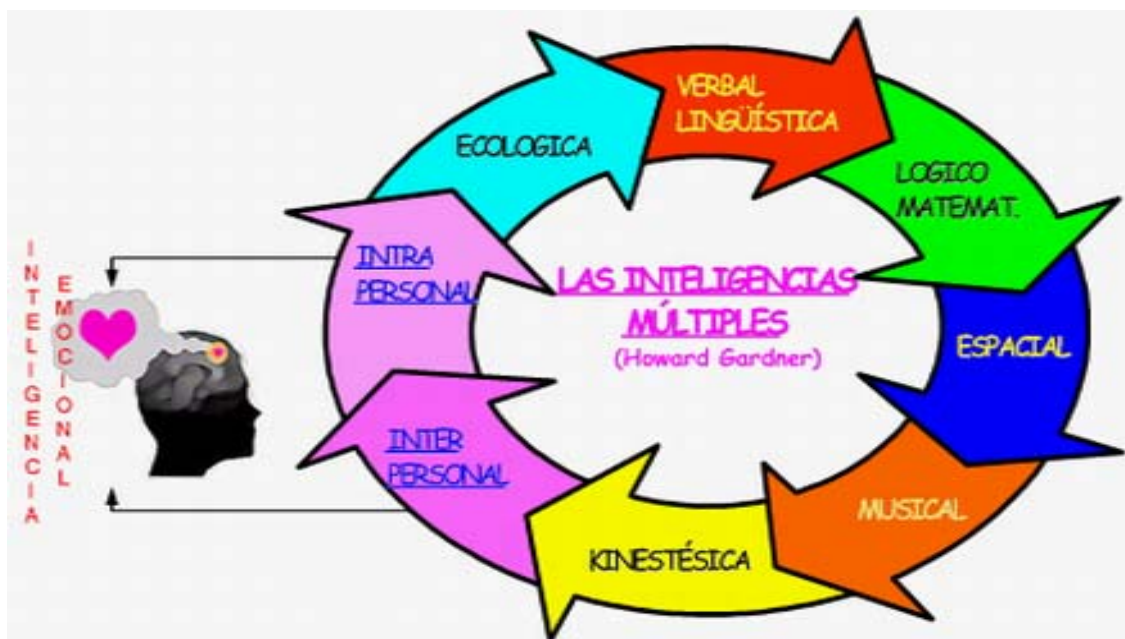 LAS INTELIGENCIAS
MÚLTIPLES
(Howard Gardner)
VERBAL
LINGÜÍSTICA
LOGICO
MATEMAT.
ESPACIAL
MUSICAL
KINESTÉSICA
INTER
PERSONAL
INTRA
PERSONAL
ECOLOGICA
INTELIGENCIA
EMOCIONAL